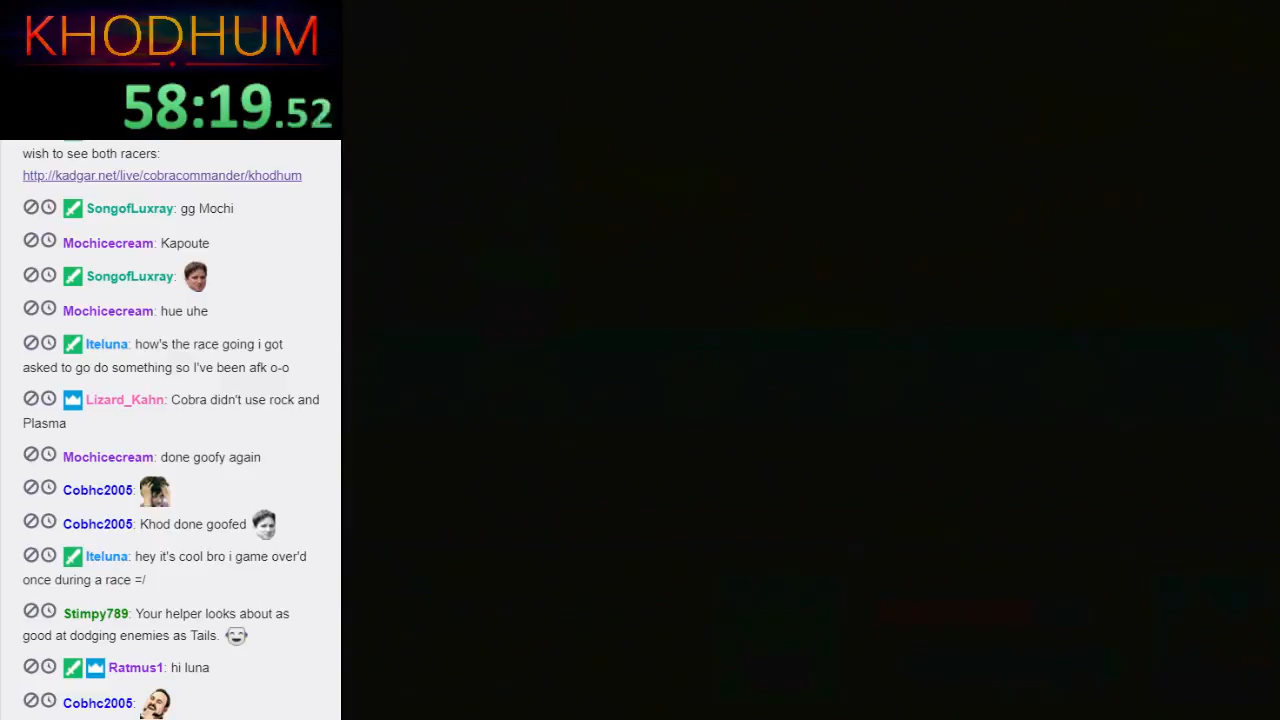 KHODHUM
58:19.52
wish to see both racers:
http://kadgar.net/live/cobracommander/khodhum
SongofLuxray: gg Mochi
Mochicecream: Kapoute
SongofLuxray:
Mochicecream: hue uhe
Iteluna: how's the race going i got
asked to go do something so I've been afk o-o
Lizard_Kahn: Cobra didn't use rock and
Plasma
Mochicecream: done goofy again
Cobhc2005:
Cobhc2005: Khod done goofed
Iteluna: hey it's cool bro i game over'd
once during a race =/
Stimpy789: Your helper looks about as
good at dodging enemies as Tails.
Ratmus1: hi luna
Cobhc2005: